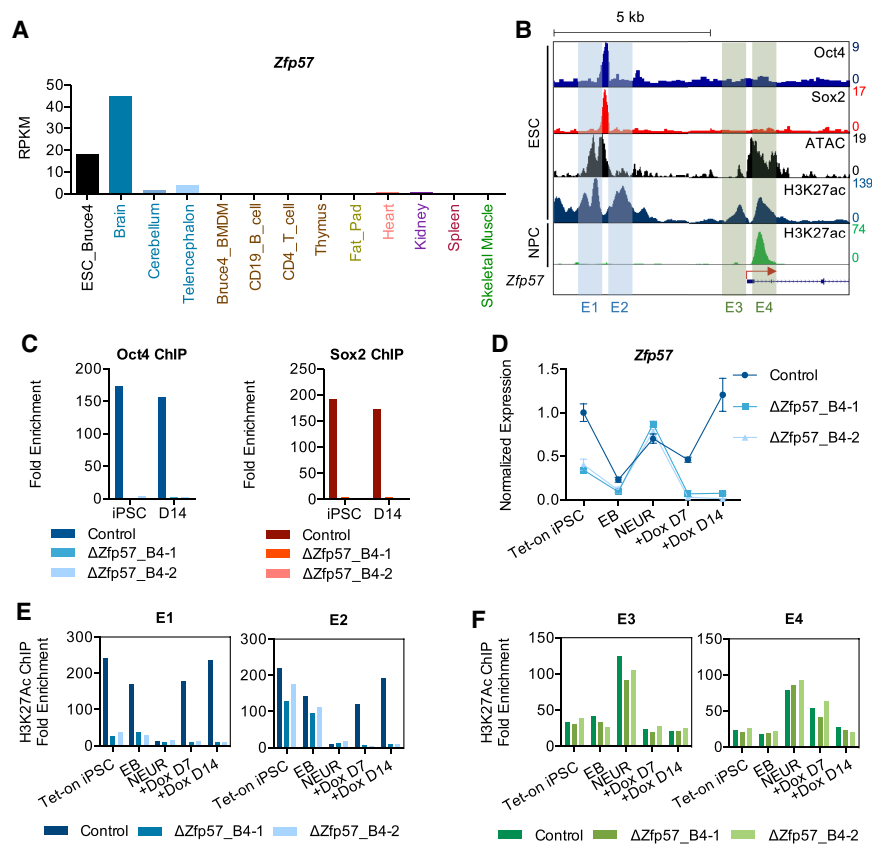 A
Zfp57
RPKM
50
40
30
20
10
0
ESC_Bruce4
Brain
Cerebellum
Telencephalon
Bruce4_BMDM
CD19_B_cell
CD4_T_cell
Thymus
Fat_Pad
Heart
Kidney
Spleen
Skeletal Muscle
B
5 kb
ESC
NPC
Oct4
9
0
Sox2
17
0
ATAC
19
0
H3K27ac
139
0
H3K27ac
74
0
Zfp57
E1 E2 E3 E4
C
Oct4 ChIP
Fold Enrichment
200
150
100
50
0
iPSC D14
Control
ΔZfp57_B4-1
ΔZfp57_B4-2
Sox2 ChIP
Fold Enrichment
250
200
150
100
50
0
iPSC D14
Control
ΔZfp57_B4-1
ΔZfp57_B4-2
D
Zfp57
Normalized Expression
1.5
1.0
0.5
0.0
Tet-on iPSC
EB
NEUR
+Dox D7
+Dox D14
Control
ΔZfp57_B4-1
ΔZfp57_B4-2
E
H3K27Ac ChIP
Fold Enrichment
E1
300
200
100
0
Tet-on iPSC
EB
NEUR
+Dox D7
+Dox D14
E2
300
200
100
0
Tet-on iPSC
EB
NEUR
+Dox D7
+Dox D14
Control ΔZfp57_B4-1 ΔZfp57_B4-2
F
H3K27Ac ChIP
Fold Enrichment
E3
150
100
50
0
Tet-on iPSC
EB
NEUR
+Dox D7
+Dox D14
E4
150
100
50
0
Tet-on iPSC
EB
NEUR
+Dox D7
+Dox D14
Control ΔZfp57_B4-1 ΔZfp57_B4-2